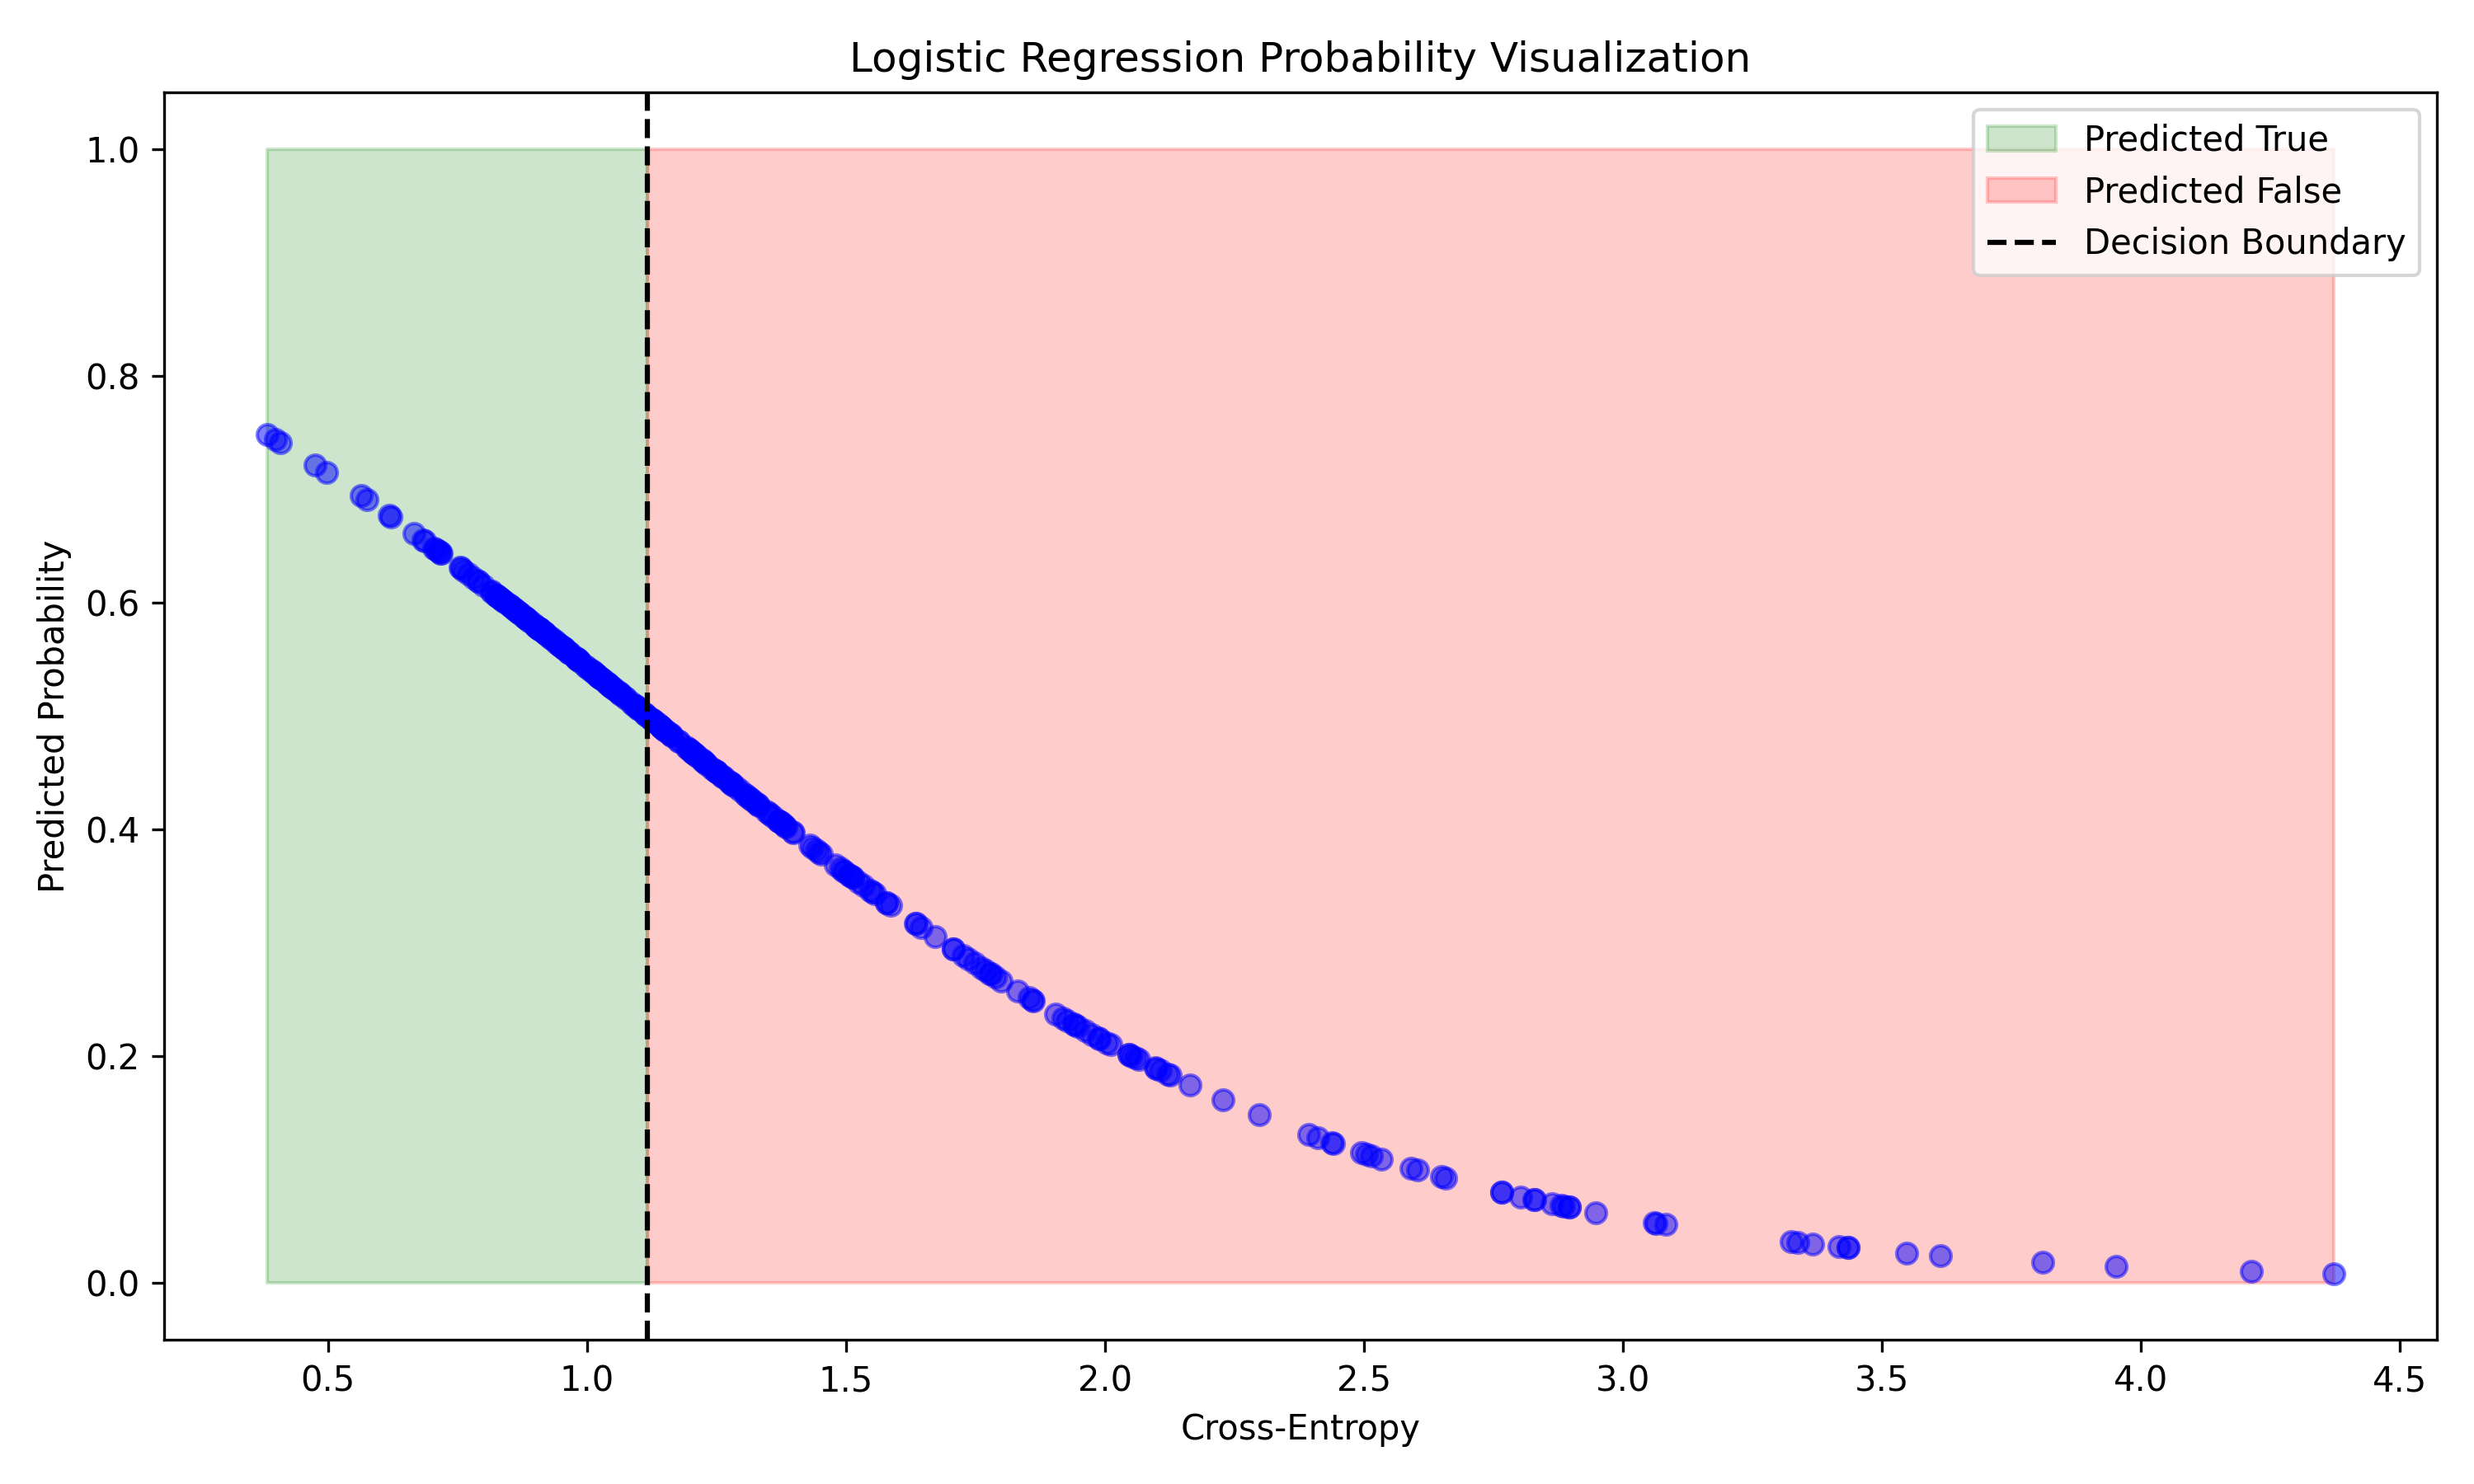 Logistic Regression Probability Visualization
Predicted True
Predicted False
Decision Boundary
Predicted Probability
1.0
0.8
0.6
0.4
0.2
0.0
0.5 1.0 1.5 2.0 2.5 3.0 3.5 4.0 4.5
Cross-Entropy